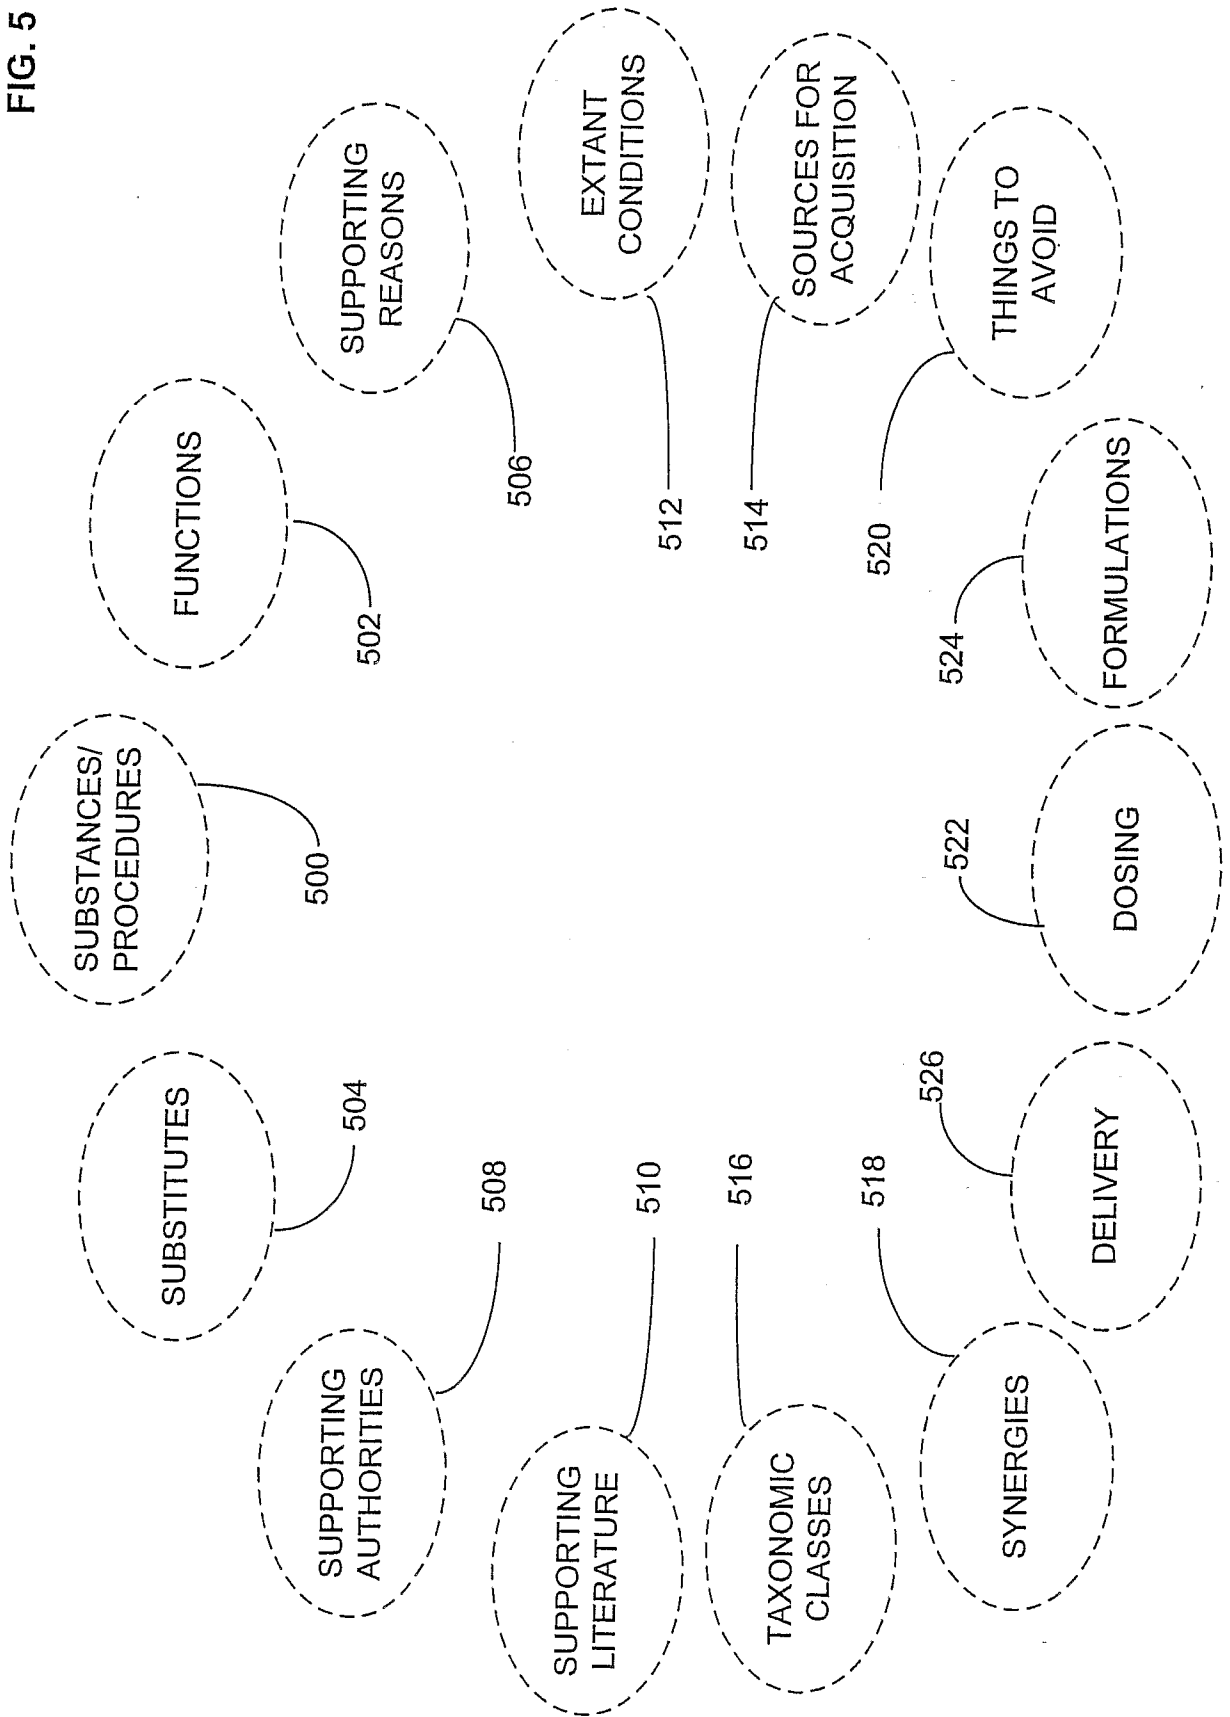 FIG. 5
SUBSTANCES/
PROCEDURES
500
FUNCTIONS
502
SUBSTITUTES
504
SUPPORTING
REASONS
506
SUPPORTING
AUTHORITIES
508
SUPPORTING
LITERATURE
510
EXTANT
CONDITIONS
512
SOURCES FOR
ACQUISITION
514
TAXONOMIC
CLASSES
516
SYNERGIES
518
THINGS TO
AVOID
520
DOSING
522
FORMULATIONS
524
DELIVERY
526